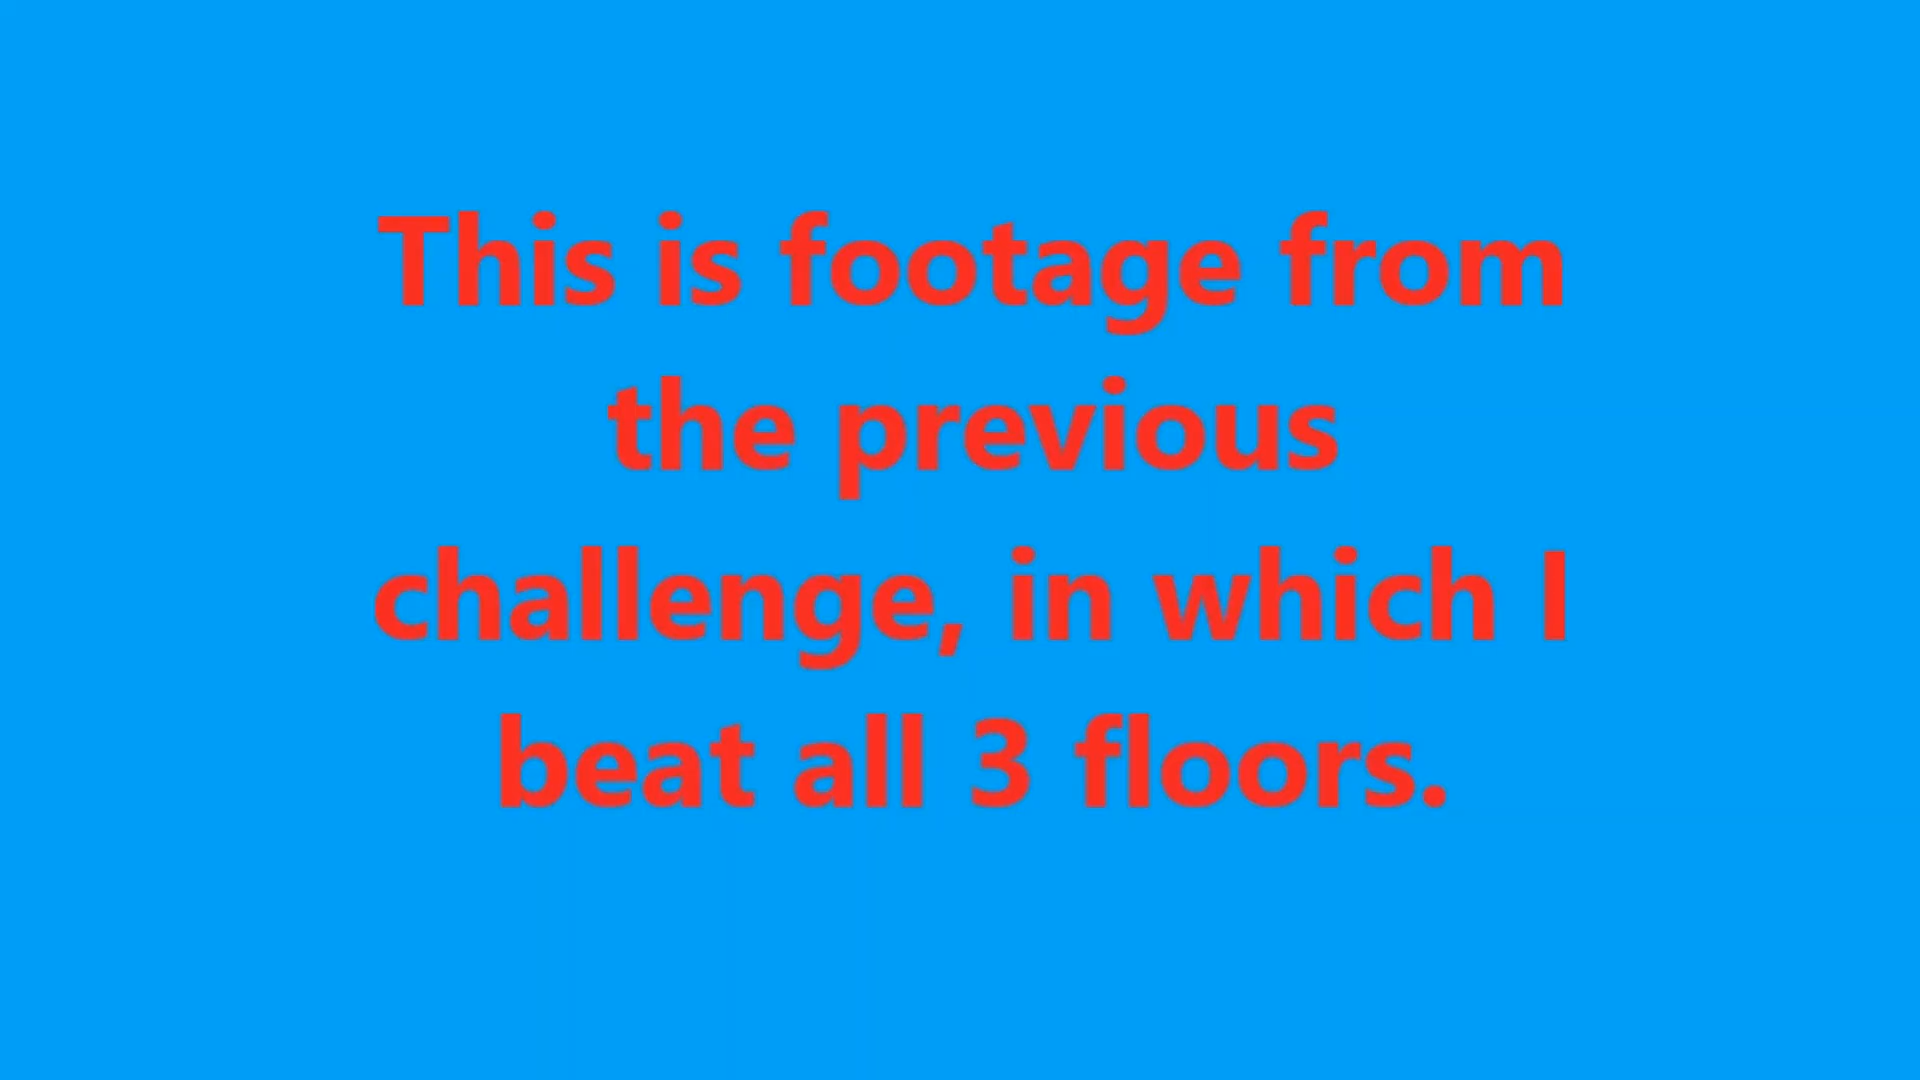 This is footage from
the previous
challenge, in which I
beat all 3 floors.